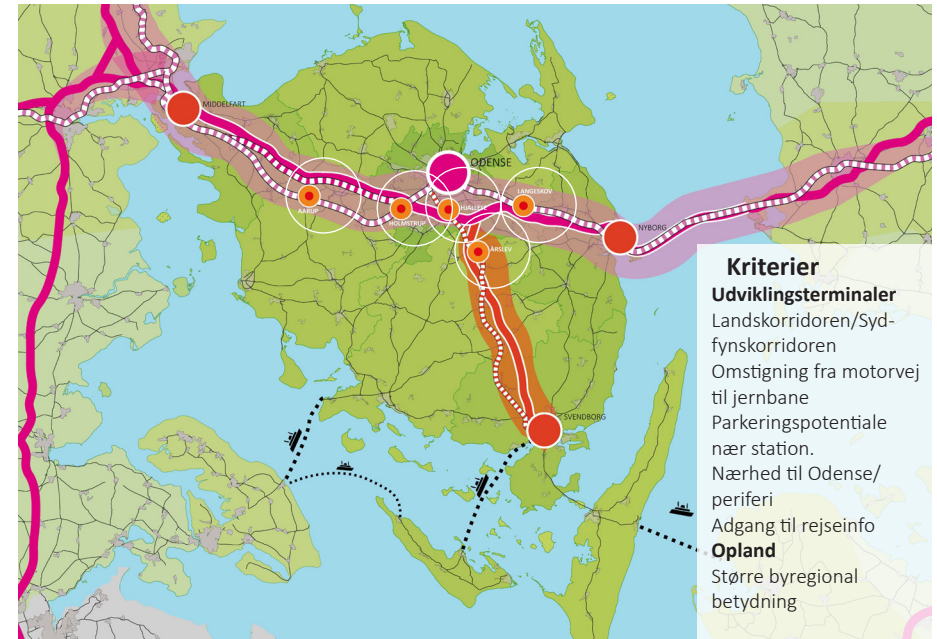 MIDDELFART
ODENSE
AARUP
HOLMSTRUP
HJALLESE
LANGESKOV
NYBORG
ÅRSLEV
SVENDBORG
Kriterier
Udviklingsterminaler
Landskorridoren/Syd-
fynskorridoren
Omstigning fra motorvej
til jernbane
Parkeringspotentiale
nær station.
Nærhed til Odense/
periferi
Adgang til rejseinfo
Opland
Større byregional
betydning